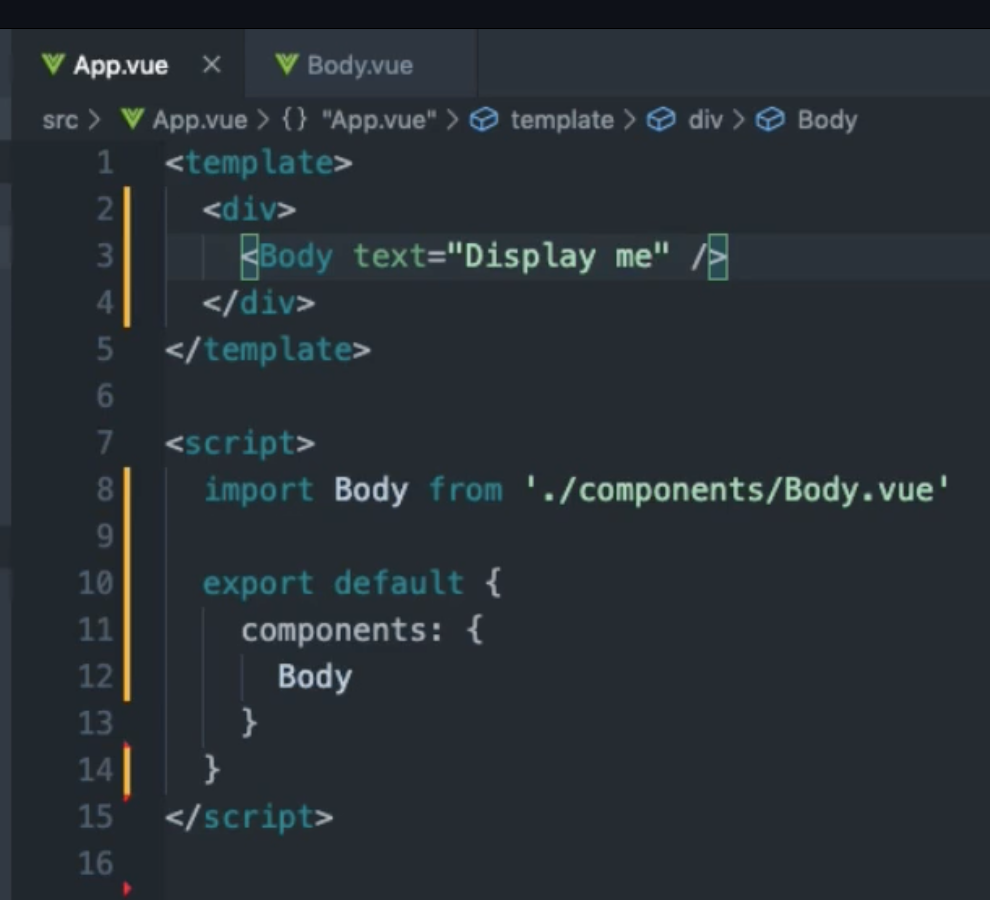 App.vue × Body.vue
src > App.vue > {} "App.vue" > template > div > Body
1 <template>
2   <div>
3     <Body text="Display me" />
4   </div>
5 </template>
6
7 <script>
8   import Body from './components/Body.vue'
9
10   export default {
11     components: {
12       Body
13     }
14   }
15 </script>
16